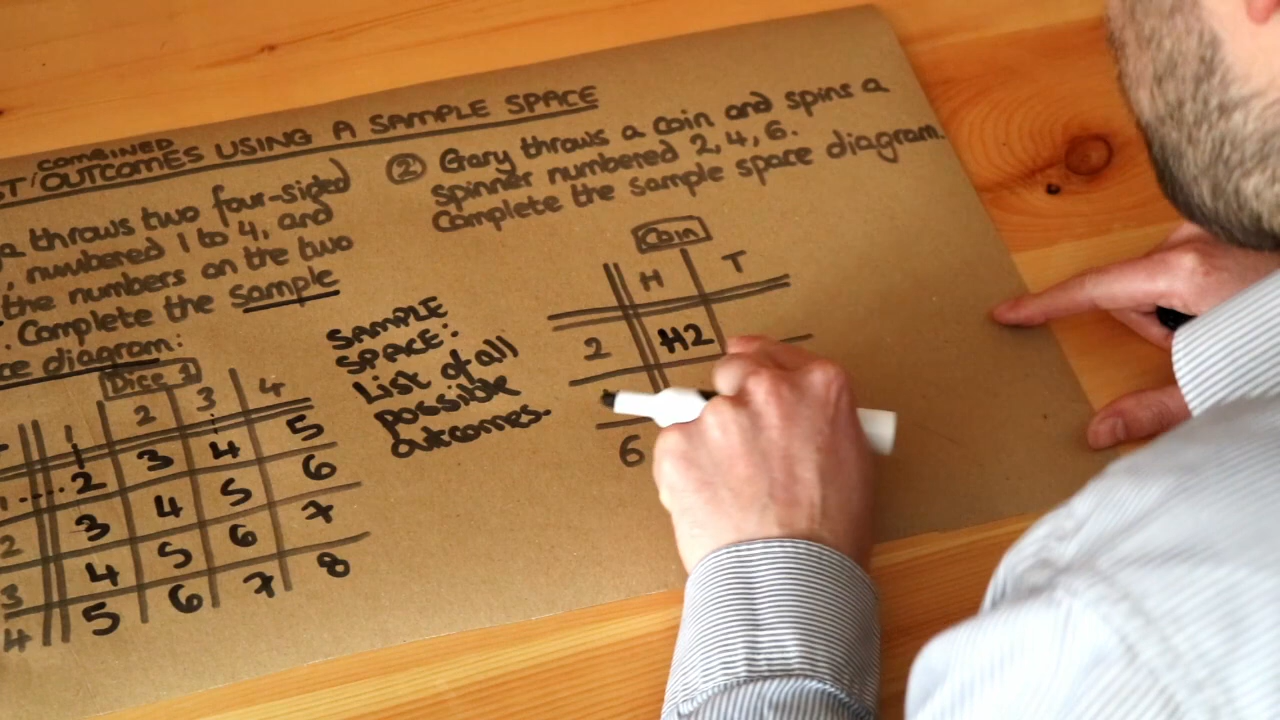 COMBINED
ST/OUTCOMES USING A SAMPLE SPACE
a throws two four-sided
, numbered 1 to 4, and
the numbers on the two
. Complete the sample
ce diagram:
Dice 1
1 2 3 4
1 2 3 4 5
2 3 4 5 6
3 4 5 6 7
4 5 6 7 8
SAMPLE
SPACE:
List of all
possible
outcomes.
② Gary throws a coin and spins a
spinner numbered 2, 4, 6.
Complete the sample space diagram.
Coin
H T
2 H2
6